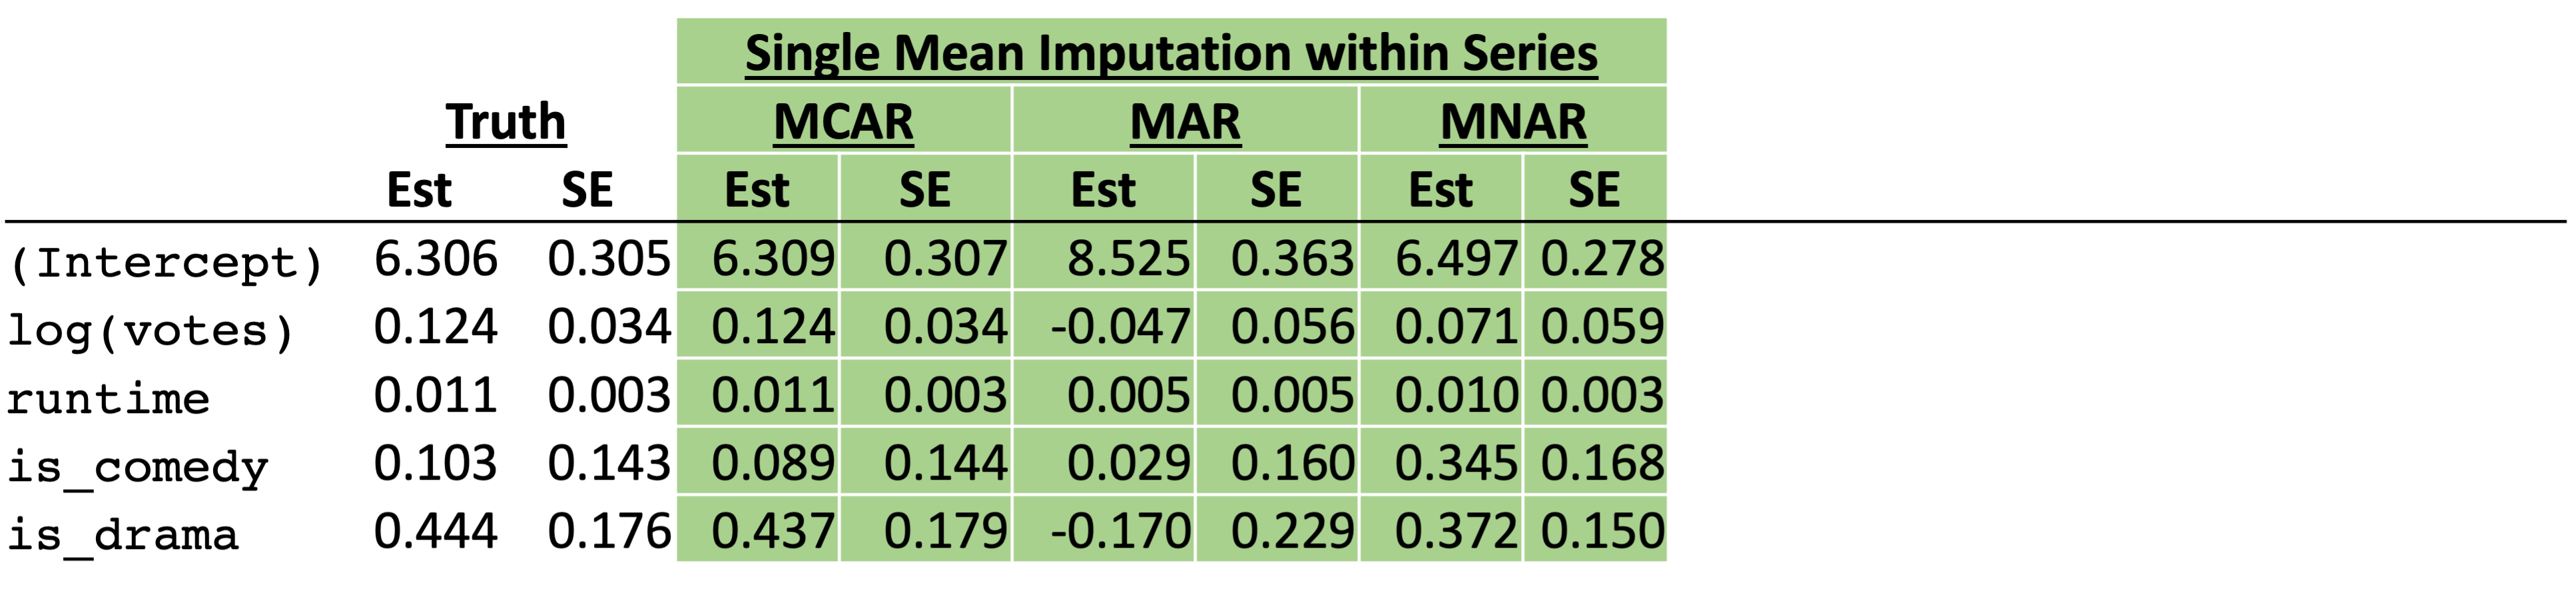 Single Mean Imputation within Series
Truth MCAR MAR MNAR
Est SE Est SE Est SE Est SE
(Intercept) 6.306 0.305 6.309 0.307 8.525 0.363 6.497 0.278
log(votes) 0.124 0.034 0.124 0.034 -0.047 0.056 0.071 0.059
runtime 0.011 0.003 0.011 0.003 0.005 0.005 0.010 0.003
is_comedy 0.103 0.143 0.089 0.144 0.029 0.160 0.345 0.168
is_drama 0.444 0.176 0.437 0.179 -0.170 0.229 0.372 0.150